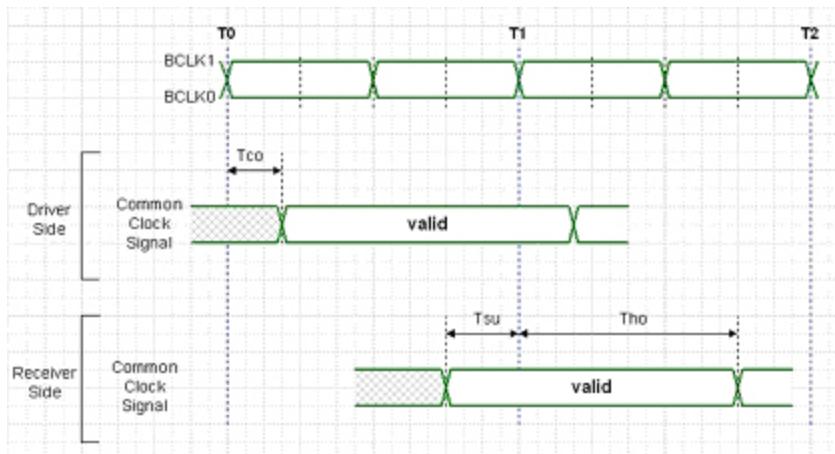 T0 T1 T2
BCLK1
BCLK0
Tco
Driver
Side
Common
Clock
Signal
valid
Tsu Tho
Receiver
Side
Common
Clock
Signal
valid